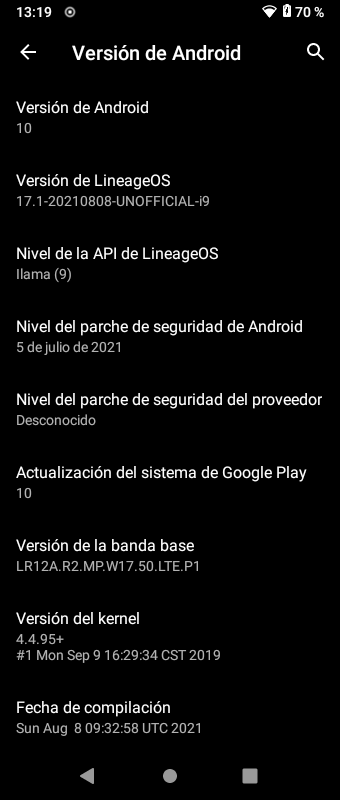 13:19
70 %
Versión de Android
Versión de Android
10
Versión de LineageOS
17.1-20210808-UNOFFICIAL-i9
Nivel de la API de LineageOS
Ilama (9)
Nivel del parche de seguridad de Android
5 de julio de 2021
Nivel del parche de seguridad del proveedor
Desconocido
Actualización del sistema de Google Play
10
Versión de la banda base
LR12A.R2.MP.W17.50.LTE.P1
Versión del kernel
4.4.95+
#1 Mon Sep 9 16:29:34 CST 2019
Fecha de compilación
Sun Aug  8 09:32:58 UTC 2021